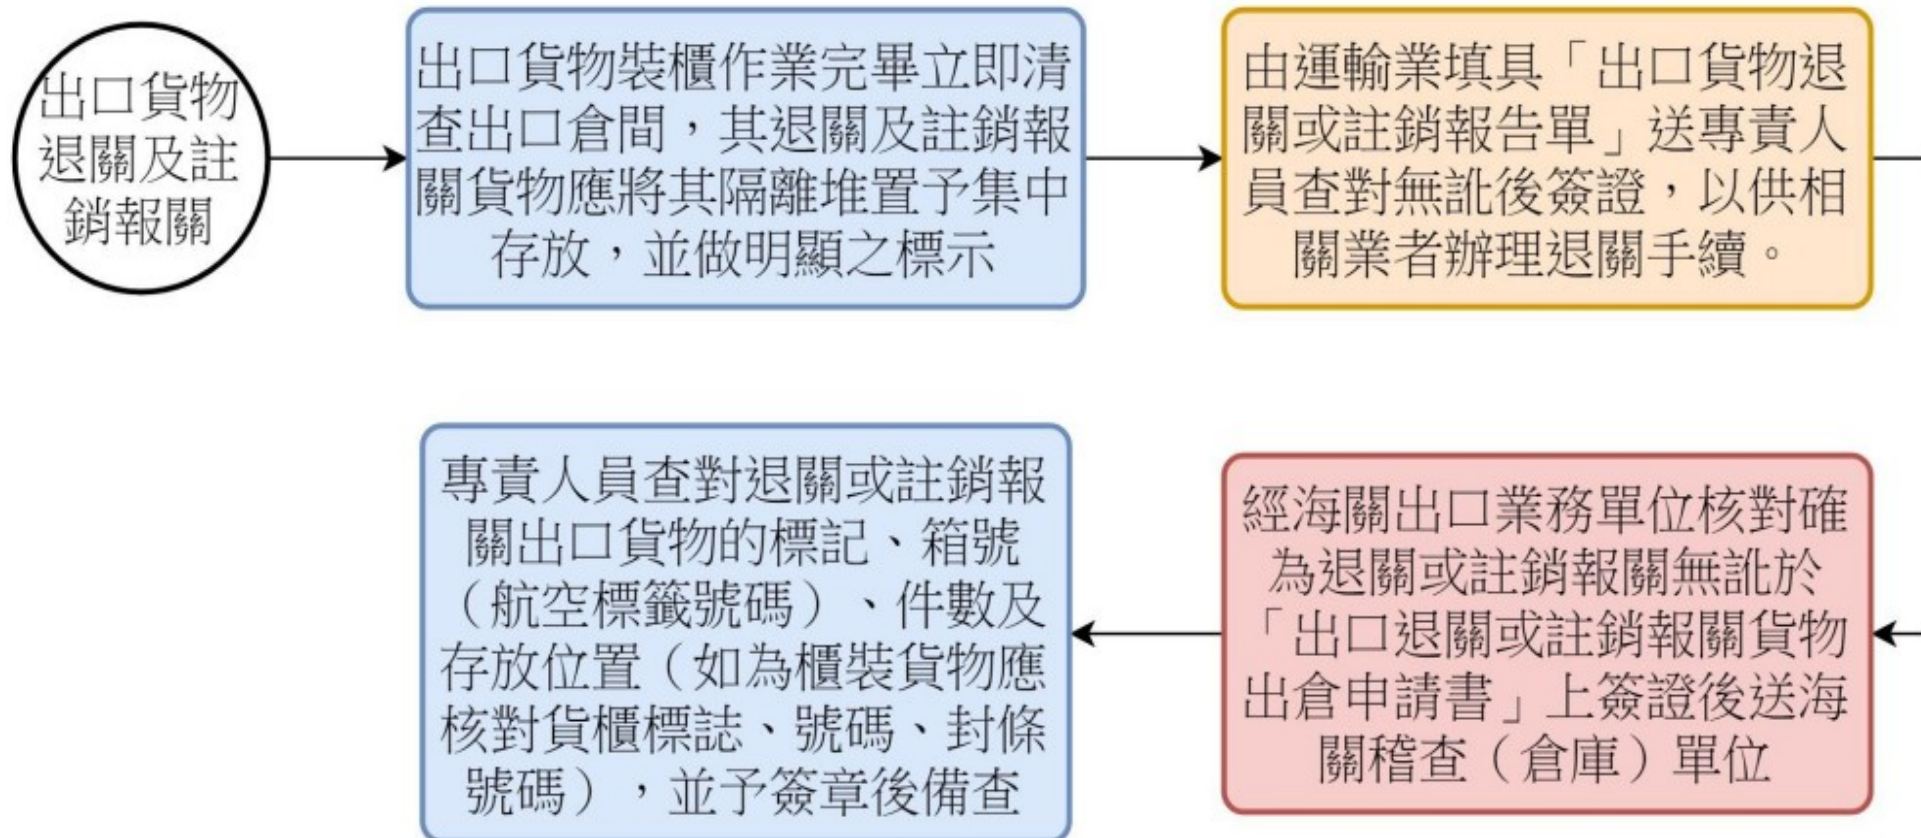 出口貨物
退關及註
銷報關
出口貨物裝櫃作業完畢立即清
查出口倉間，其退關及註銷報
關貨物應將其隔離堆置予集中
存放，並做明顯之標示
由運輸業填具「出口貨物退
關或註銷報告單」送專責人
員查對無訛後簽證，以供相
關業者辦理退關手續。
經海關出口業務單位核對確
為退關或註銷報關無訛於
「出口退關或註銷報關貨物
出倉申請書」上簽證後送海
關稽查（倉庫）單位
專責人員查對退關或註銷報
關出口貨物的標記、箱號
（航空標籤號碼）、件數及
存放位置（如為櫃裝貨物應
核對貨櫃標誌、號碼、封條
號碼），並予簽章後備查